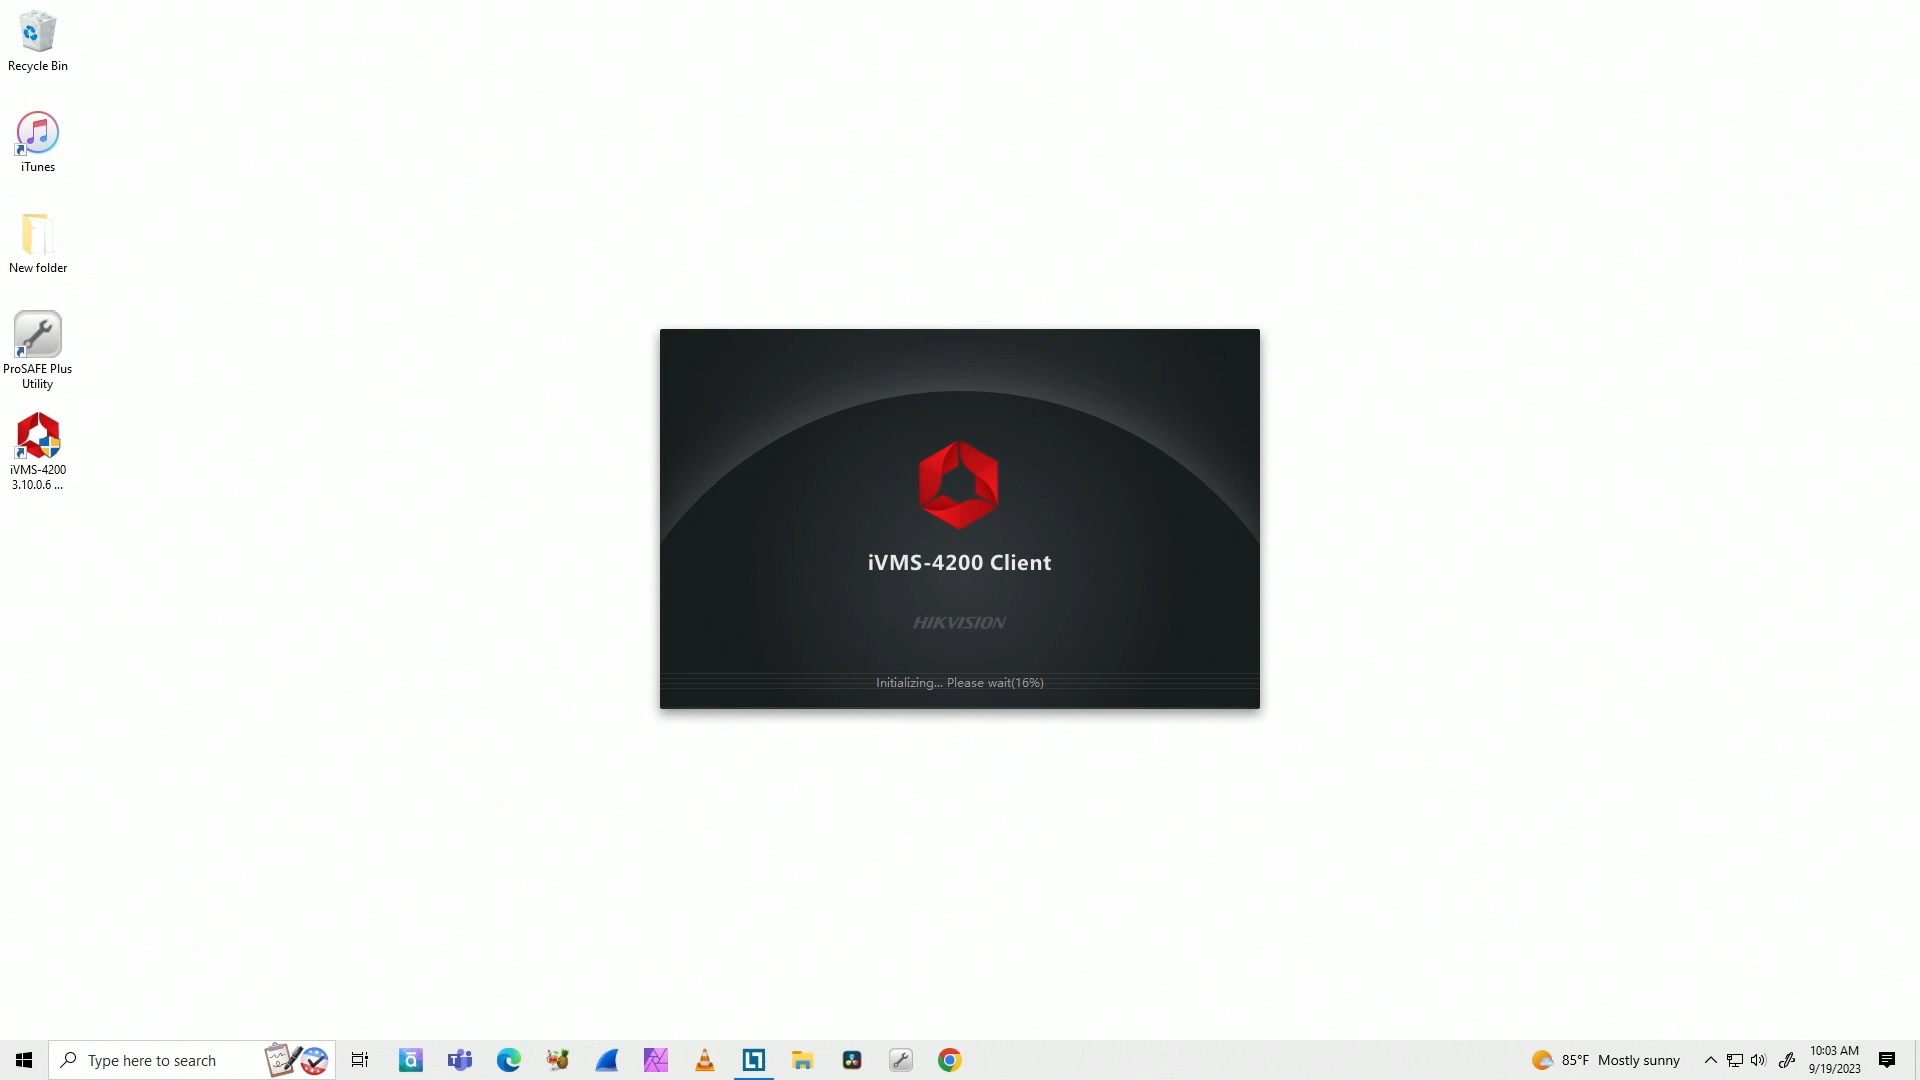 Recycle Bin
iTunes
New folder
ProSAFE Plus
Utility
iVMS-4200
3.10.0.6 ...
iVMS-4200 Client
HIKVISION
Initializing... Please wait(16%)
Type here to search
85°F Mostly sunny
10:03 AM
9/19/2023